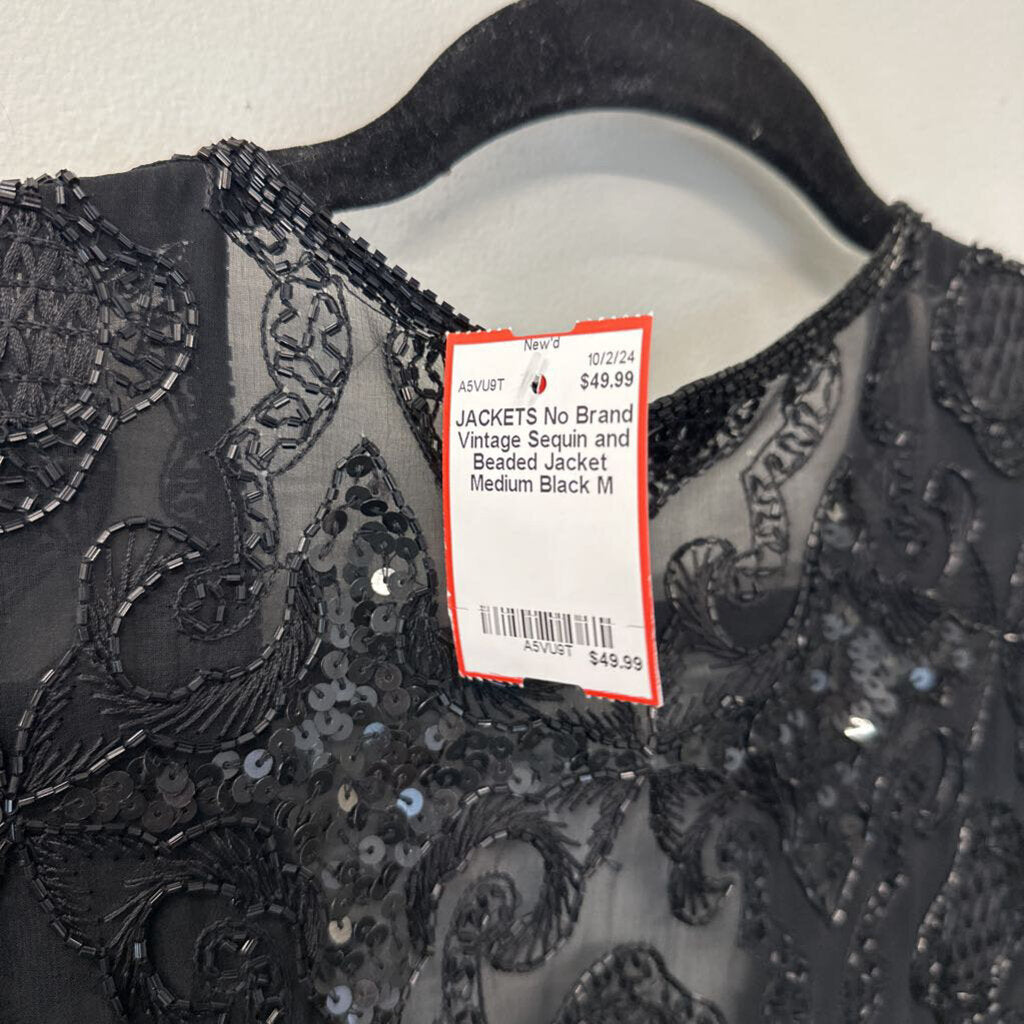 New'd
10/2/24
A5VU9T $49.99
JACKETS No Brand
Vintage Sequin and
Beaded Jacket
Medium Black M
A5VU9T $49.99